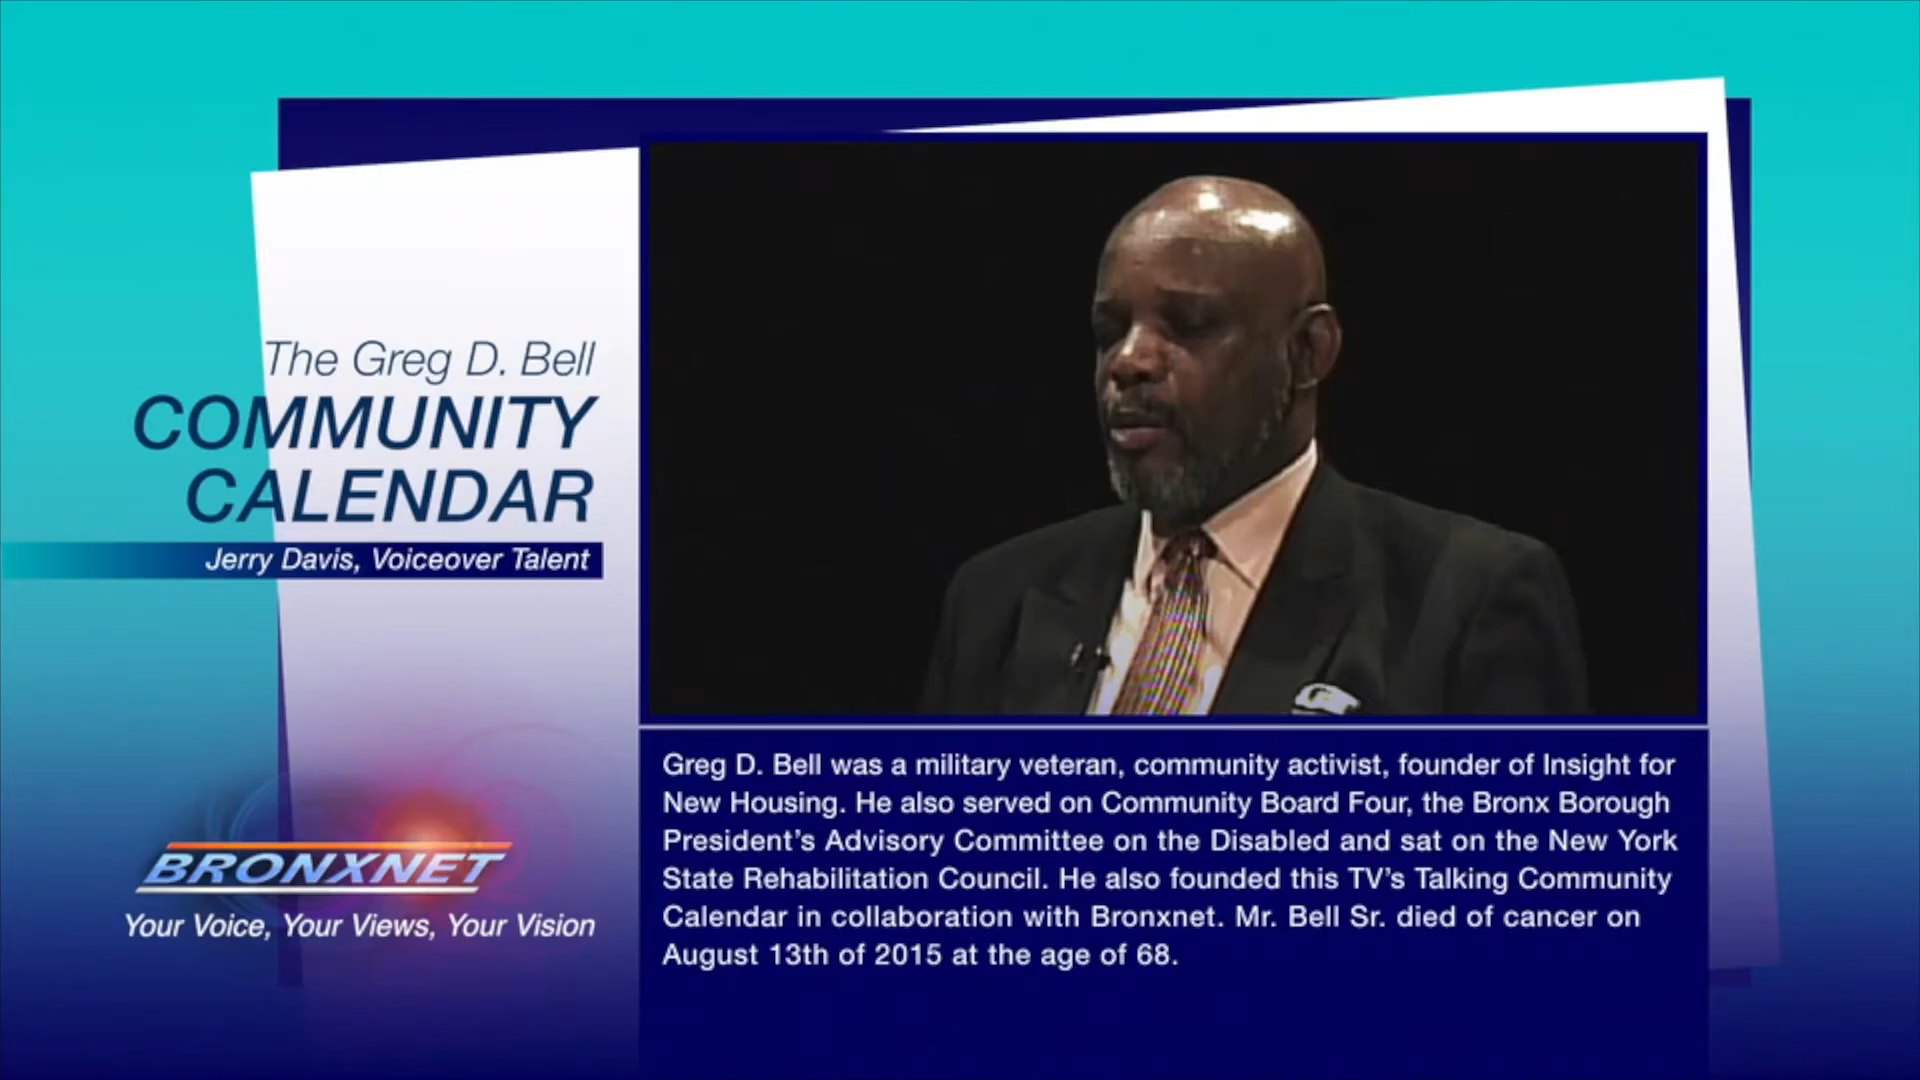 The Greg D. Bell
COMMUNITY
CALENDAR
Jerry Davis, Voiceover Talent
BRONXNET
Your Voice, Your Views, Your Vision
Greg D. Bell was a military veteran, community activist, founder of Insight for
New Housing. He also served on Community Board Four, the Bronx Borough
President's Advisory Committee on the Disabled and sat on the New York
State Rehabilitation Council. He also founded this TV's Talking Community
Calendar in collaboration with Bronxnet. Mr. Bell Sr. died of cancer on
August 13th of 2015 at the age of 68.